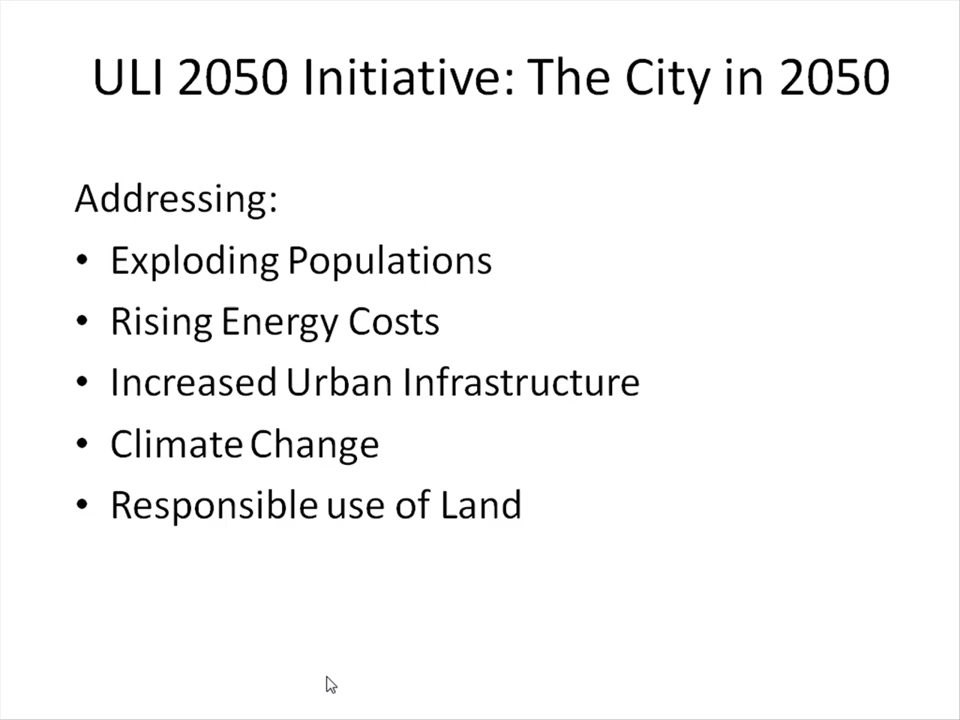 ULI 2050 Initiative: The City in 2050
Addressing:
• Exploding Populations
• Rising Energy Costs
• Increased Urban Infrastructure
• Climate Change
• Responsible use of Land